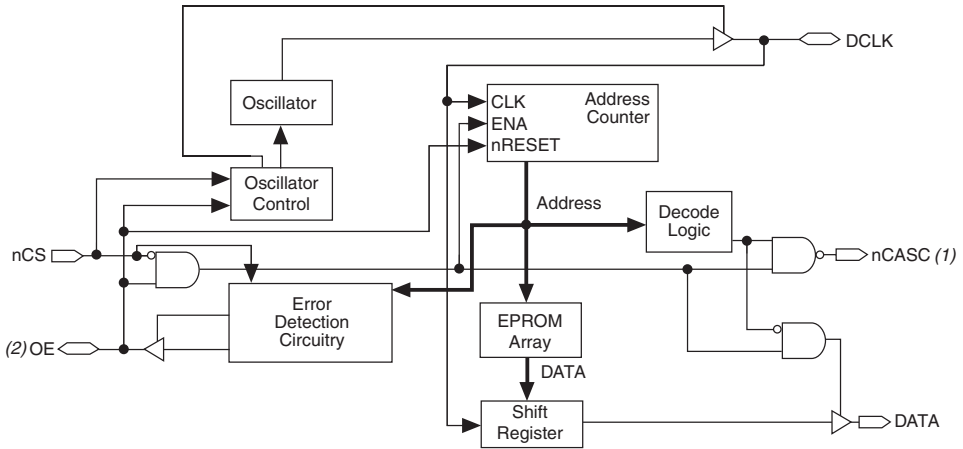 DCLK
Oscillator
CLK
Address
Counter
ENA
nRESET
Oscillator
Control
Address
Decode
Logic
nCS
nCASC (1)
Error
Detection
Circuitry
EPROM
Array
(2) OE
DATA
Shift
Register
DATA